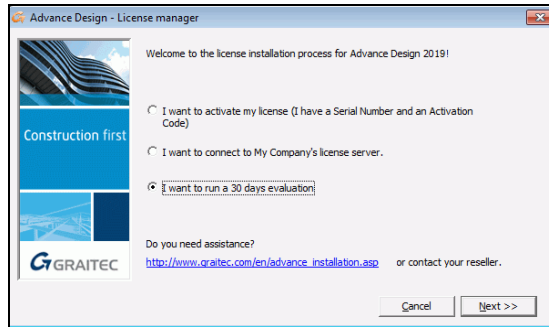 Advance Design - License manager
Welcome to the license installation process for Advance Design 2019!
I want to activate my license (I have a Serial Number and an Activation
Code)
Construction first
I want to connect to My Company's license server.
I want to run a 30 days evaluation
Do you need assistance?
GRAITEC
http://www.graitec.com/en/advance_installation.asp or contact your reseller.
Cancel
Next >>